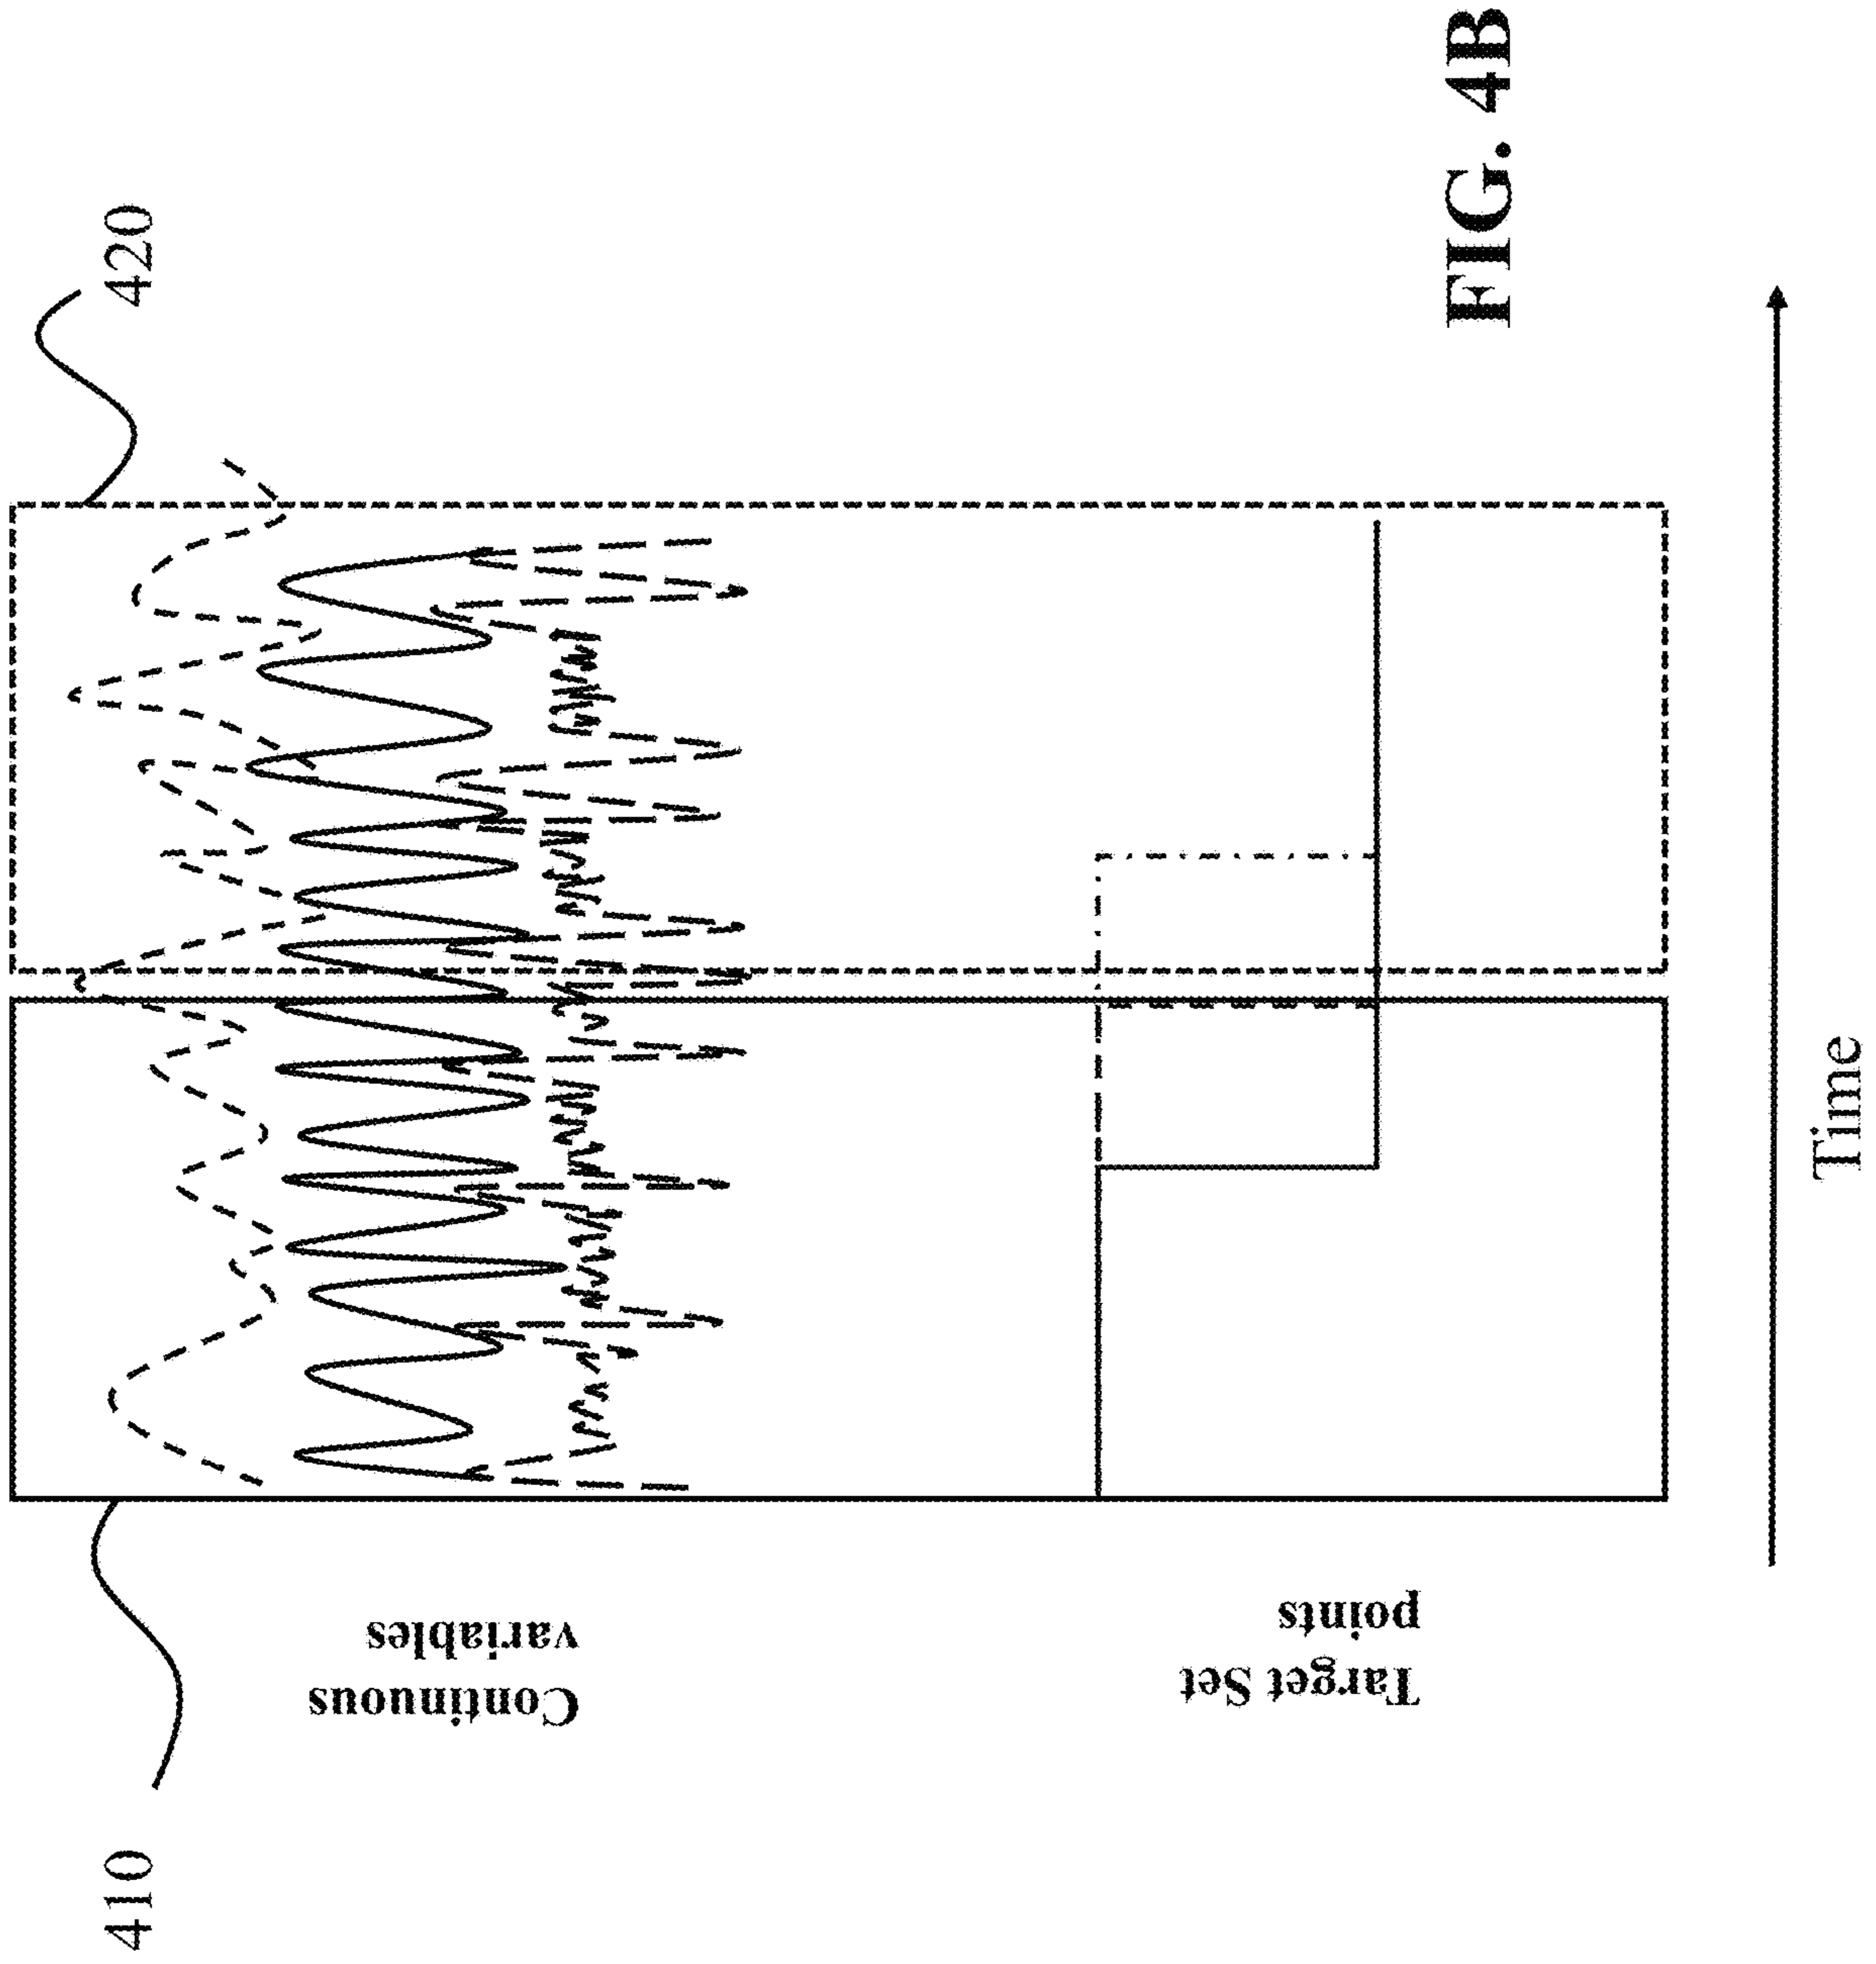 410
420
Continuous
variables
Target Set
points
Time
FIG. 4B